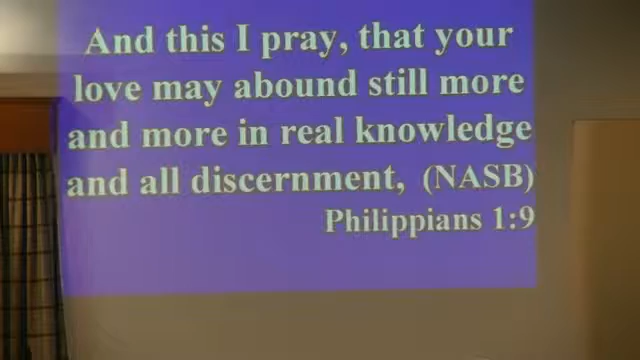 And this I pray, that your
love may abound still more
and more in real knowledge
and all discernment, (NASB)
Philippians 1:9